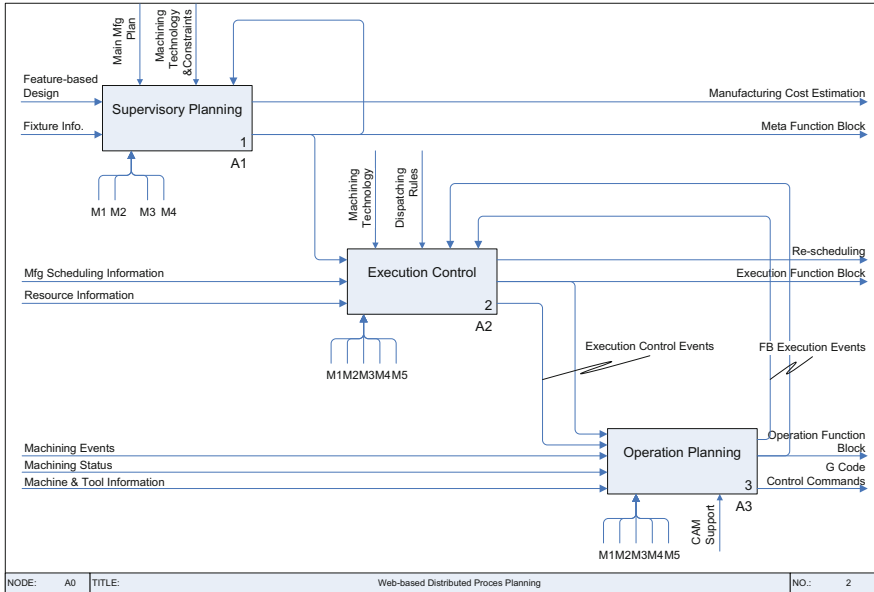 Main Mfg
Plan
Machining
Technology
&Constraints
Feature-based
Design
Supervisory Planning
Manufacturing Cost Estimation
Fixture Info.
1
Meta Function Block
A1
M1 M2 M3 M4
Machining
Technology
Dispatching
Rules
Re-scheduling
Mfg Scheduling Information
Execution Control
Execution Function Block
Resource Information
2
A2
Execution Control Events
FB Execution Events
M1M2M3M4M5
Machining Events
Operation Planning
Operation Function
Block
Machining Status
G Code
Machine & Tool Information
3
Control Commands
A3
CAM
Support
M1M2M3M4M5
NODE: A0 TITLE: Web-based Distributed Proces Planning NO.: 2